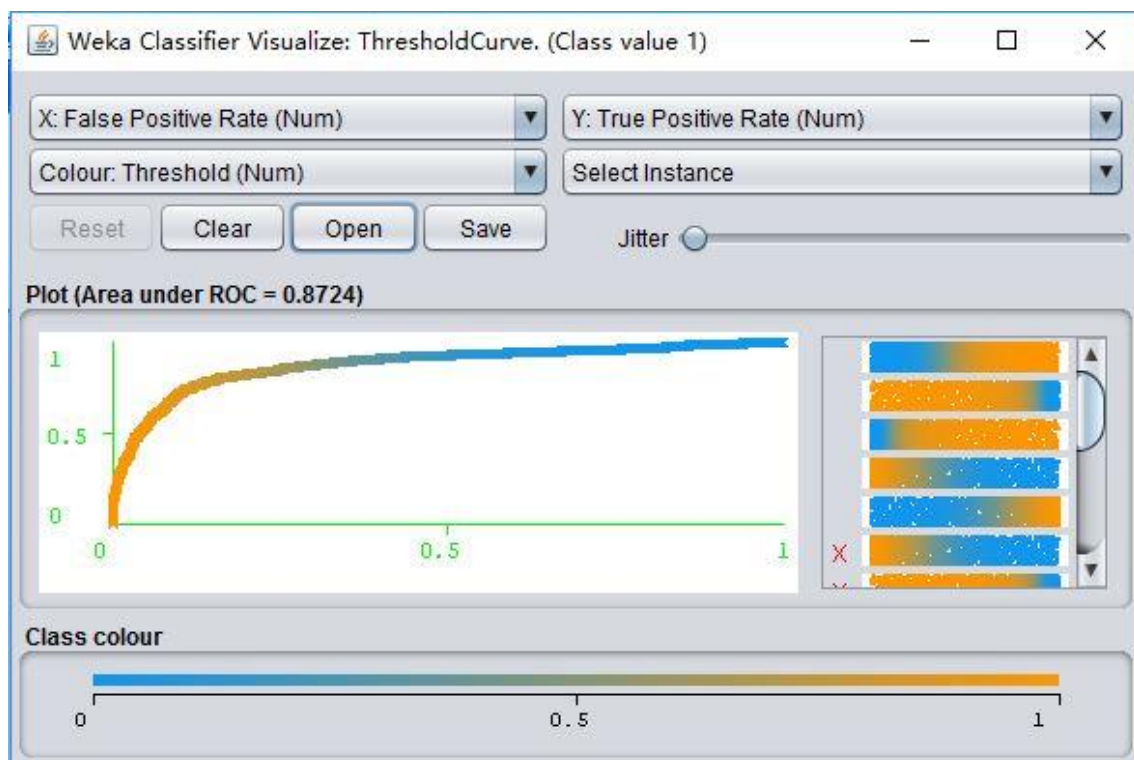 Weka Classifier Visualize: ThresholdCurve. (Class value 1)
X: False Positive Rate (Num)
Y: True Positive Rate (Num)
Colour: Threshold (Num)
Select Instance
Reset
Clear
Open
Save
Jitter
Plot (Area under ROC = 0.8724)
1
0.5
0
0
0.5
1
X
Class colour
0
0.5
1